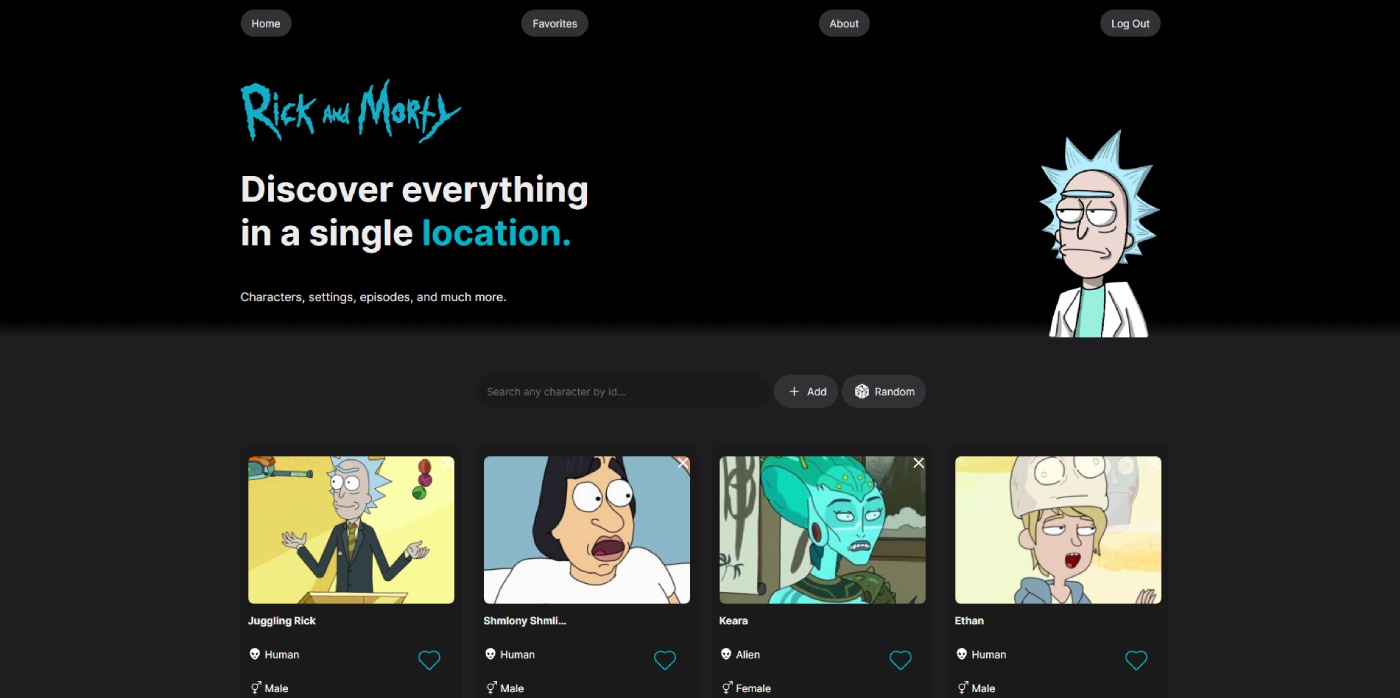 Home
Favorites
About
Log Out
Rick and Morty
Discover everything
in a single location.
Characters, settings, episodes, and much more.
Search any character by id...
+ Add
Random
Juggling Rick
Shmlony Shmli...
Keara
Ethan
Human
Human
Alien
Human
Male
Male
Female
Male